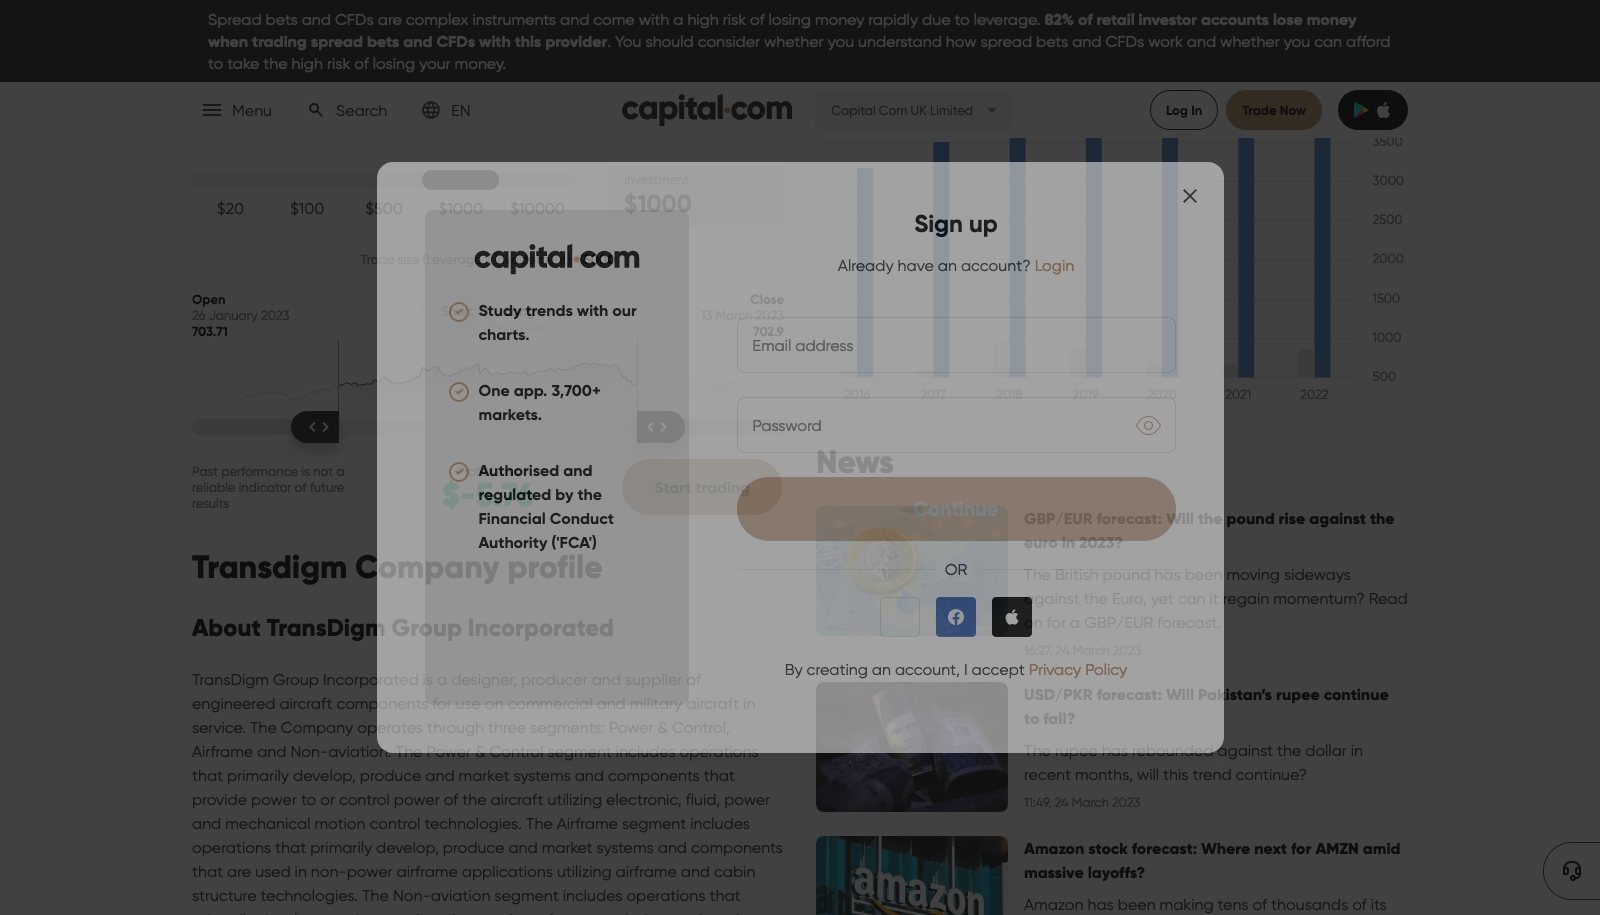 Spread bets and CFDs are complex instruments and come with a high risk of losing money rapidly due to leverage. 82% of retail investor accounts lose money
when trading spread bets and CFDs with this provider. You should consider whether you understand how spread bets and CFDs work and whether you can afford
to take the high risk of losing your money.
Menu
Search
EN
capital.com
Capital Com UK Limited
Log In
Trade Now
$20
$100
$500
$1000
$10000
Investment
$1000
Open
26 January 2023
703.71
Close
13 March 2023
702.9
Past performance is not a
reliable indicator of future
results
$-5.76
Start trading
Transdigm Company profile
About TransDigm Group Incorporated
TransDigm Group Incorporated is a designer, producer and supplier of
engineered aircraft components for use on commercial and military aircraft in
service. The Company operates through three segments: Power & Control,
Airframe and Non-aviation. The Power & Control segment includes operations
that primarily develop, produce and market systems and components that
provide power to or control power of the aircraft utilizing electronic, fluid, power
and mechanical motion control technologies. The Airframe segment includes
operations that primarily develop, produce and market systems and components
that are used in non-power airframe applications utilizing airframe and cabin
structure technologies. The Non-aviation segment includes operations that
capital.com
Study trends with our
charts.
One app. 3,700+
markets.
Authorised and
regulated by the
Financial Conduct
Authority ('FCA')
Sign up
Already have an account? Login
Email address
Password
Continue
OR
By creating an account, I accept Privacy Policy
3500
3000
2500
2000
1500
1000
500
2016
2017
2018
2019
2020
2021
2022
News
GBP/EUR forecast: Will the pound rise against the
euro in 2023?
The British pound has been moving sideways
against the Euro, yet can it regain momentum? Read
on for a GBP/EUR forecast.
16:27, 24 March 2023
USD/PKR forecast: Will Pakistan’s rupee continue
to fall?
The rupee has rebounded against the dollar in
recent months, will this trend continue?
11:49, 24 March 2023
amazon
Amazon stock forecast: Where next for AMZN amid
massive layoffs?
Amazon has been making tens of thousands of its